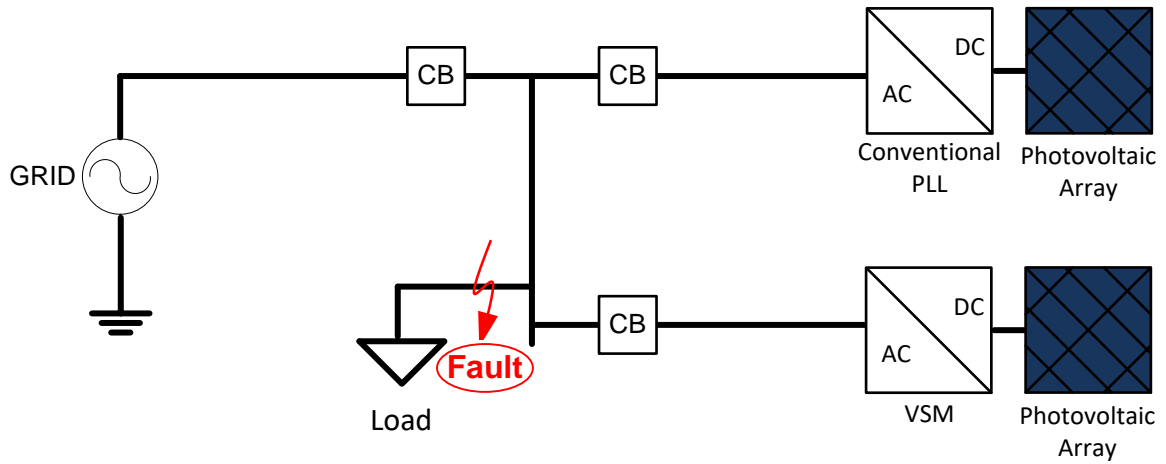 CB
CB
DC
AC
Conventional
PLL
Photovoltaic
Array
GRID
CB
DC
AC
Fault
Load
VSM
Photovoltaic
Array